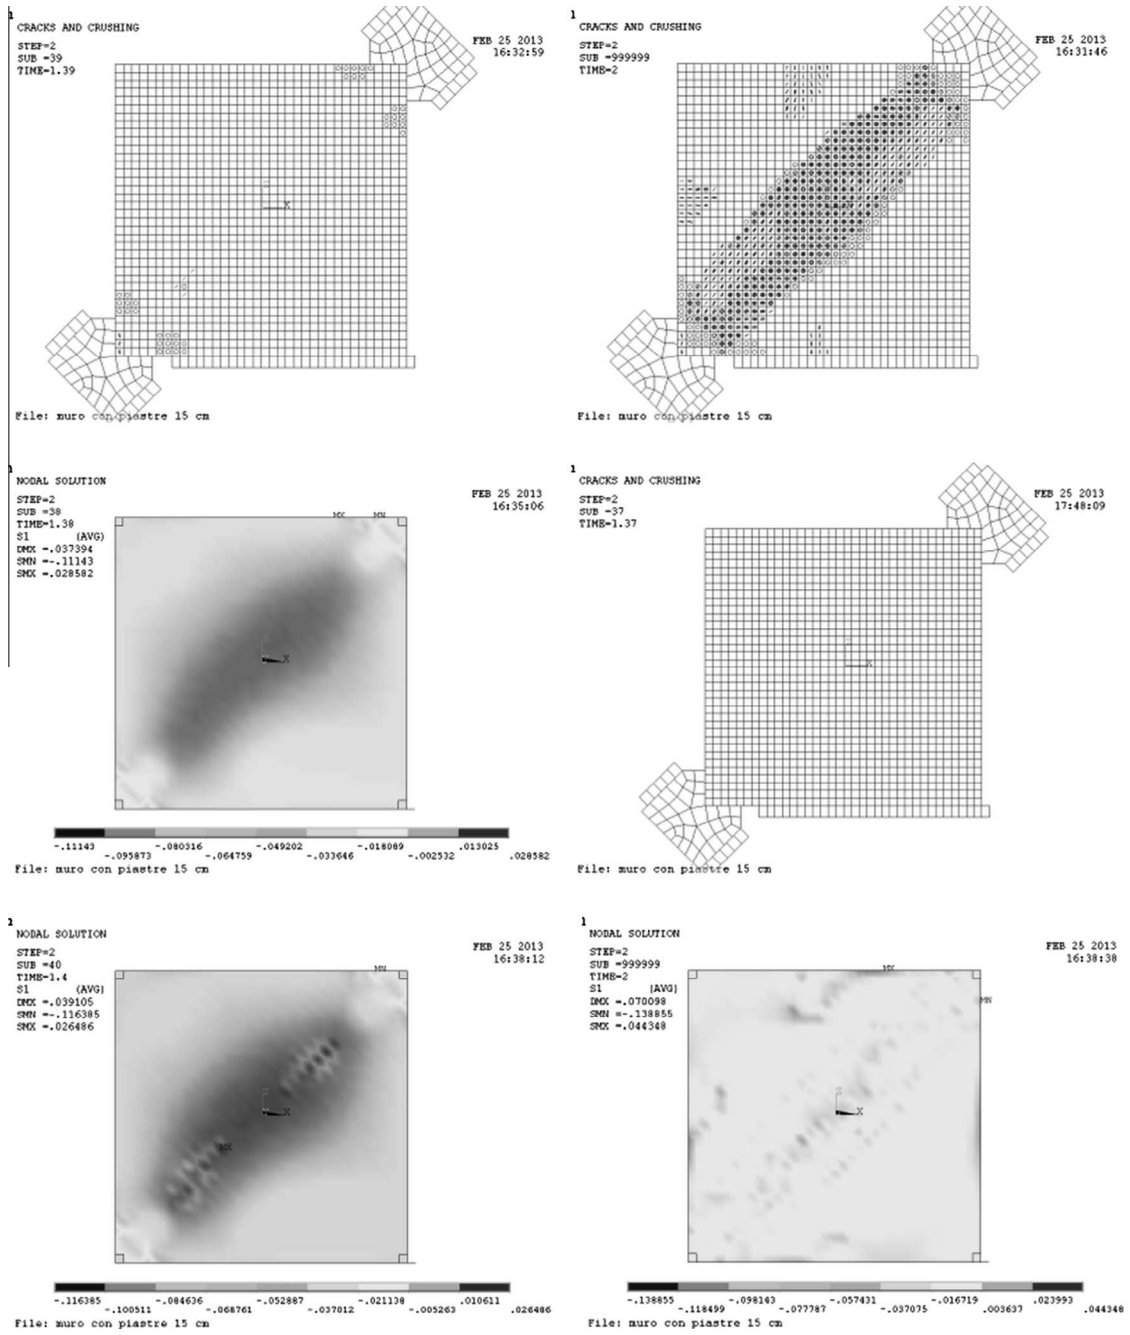 1
CRACKS AND CRUSHING
STEP=2
SUB =39
TIME=1.39
FEB 25 2013
16:32:59
X
File: muro con piastre 15 cm
1
CRACKS AND CRUSHING
STEP=2
SUB =999999
TIME=2
FEB 25 2013
16:31:46
File: muro con piastre 15 cm
1
NODAL SOLUTION
STEP=2
SUB =38
TIME=1.38
S1 (AVG)
DMX =.037394
SMN =-.11143
SMX =.028582
FEB 25 2013
16:35:06
MX MN
X
-.11143 -.080316 -.049202 -.018089 .013025
-.095873 -.064759 -.033646 -.002532 .028582
File: muro con piastre 15 cm
1
CRACKS AND CRUSHING
STEP=2
SUB =37
TIME=1.37
FEB 25 2013
17:48:09
X
File: muro con piastre 15 cm
1
NODAL SOLUTION
STEP=2
SUB =40
TIME=1.4
S1 (AVG)
DMX =.039105
SMN =-.116385
SMX =.026486
FEB 25 2013
16:38:12
MN
X
MX
-.116385 -.084636 -.052887 -.021138 .010611
-.100511 -.068761 -.037012 -.005263 .026486
File: muro con piastre 15 cm
1
NODAL SOLUTION
STEP=2
SUB =999999
TIME=2
S1 (AVG)
DMX =.070098
SMN =-.138855
SMX =.044348
FEB 25 2013
16:38:38
MX
MN
Z
X
-.138855 -.098143 -.057431 -.016719 .023993
-.118499 -.077787 -.037075 .003637 .044348
File: muro con piastre 15 cm